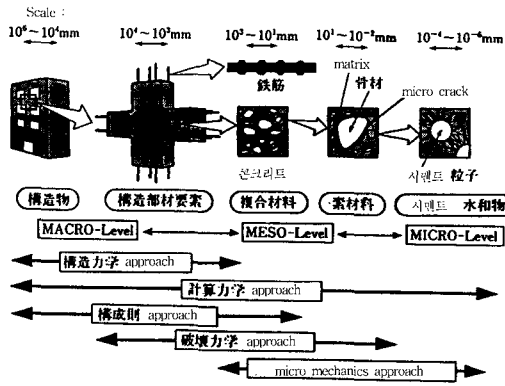 Scale :
10⁶ ~ 10⁴mm 10⁴ ~ 10³mm 10³ ~ 10¹mm 10¹ ~ 10⁻²mm 10⁻⁴ ~ 10⁻⁶mm
鉄筋
matrix
骨材
micro crack
콘크리트
시멘트 粒子
構造物 構造部材要素 複合材料 素材料 시멘트 水和物
MACRO-Level MESO-Level MICRO-Level
構造力学 approach
計算力学 approach
構成則 approach
破壊力学 approach
micro mechanics approach